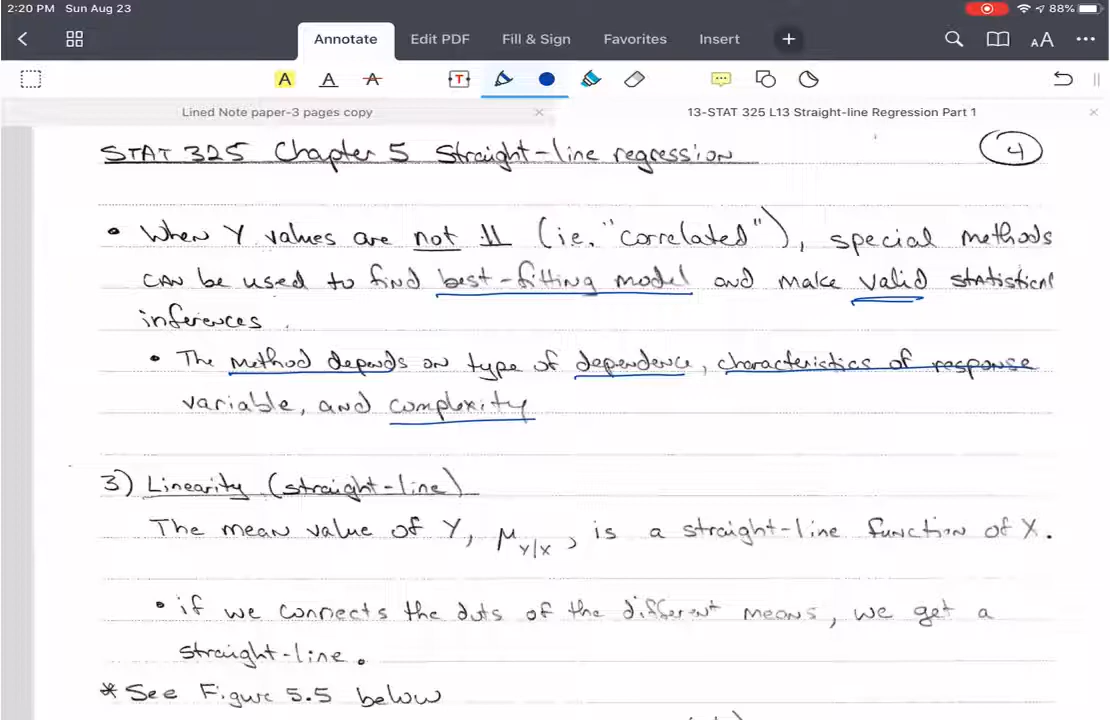 2:20 PM Sun Aug 23 88%
Annotate Edit PDF Fill & Sign Favorites Insert +
A A A T AA
Lined Note paper-3 pages copy 13-STAT 325 L13 Straight-line Regression Part 1
STAT 325 Chapter 5 Straight-line regression 4
• When Y values are not ⫫ (i.e. "correlated"), special methods
can be used to find best-fitting model and make valid statistical
inferences.
• The method depends on type of dependence, characteristics of response
variable, and complexity
3) Linearity (straight-line)
The mean value of Y, μ_Y|X, is a straight-line function of X.
• if we connects the dots of the different means, we get a
straight-line.
* See Figure 5.5 below